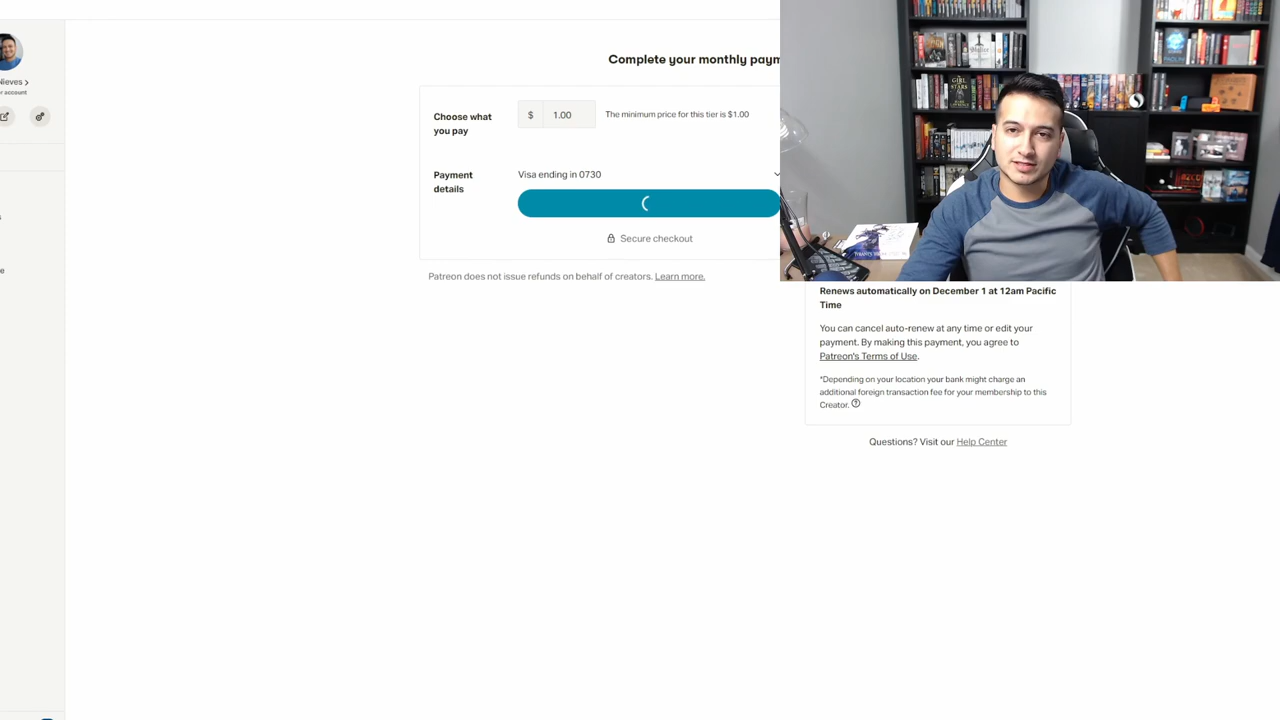 Complete your monthly paym
Nieves
r account
Choose what
you pay
$ 1.00
The minimum price for this tier is $1.00
Payment
details
Visa ending in 0730
Secure checkout
Patreon does not issue refunds on behalf of creators. Learn more.
Renews automatically on December 1 at 12am Pacific
Time
You can cancel auto-renew at any time or edit your
payment. By making this payment, you agree to
Patreon's Terms of Use.
*Depending on your location your bank might charge an
additional foreign transaction fee for your membership to this
Creator.
Questions? Visit our Help Center